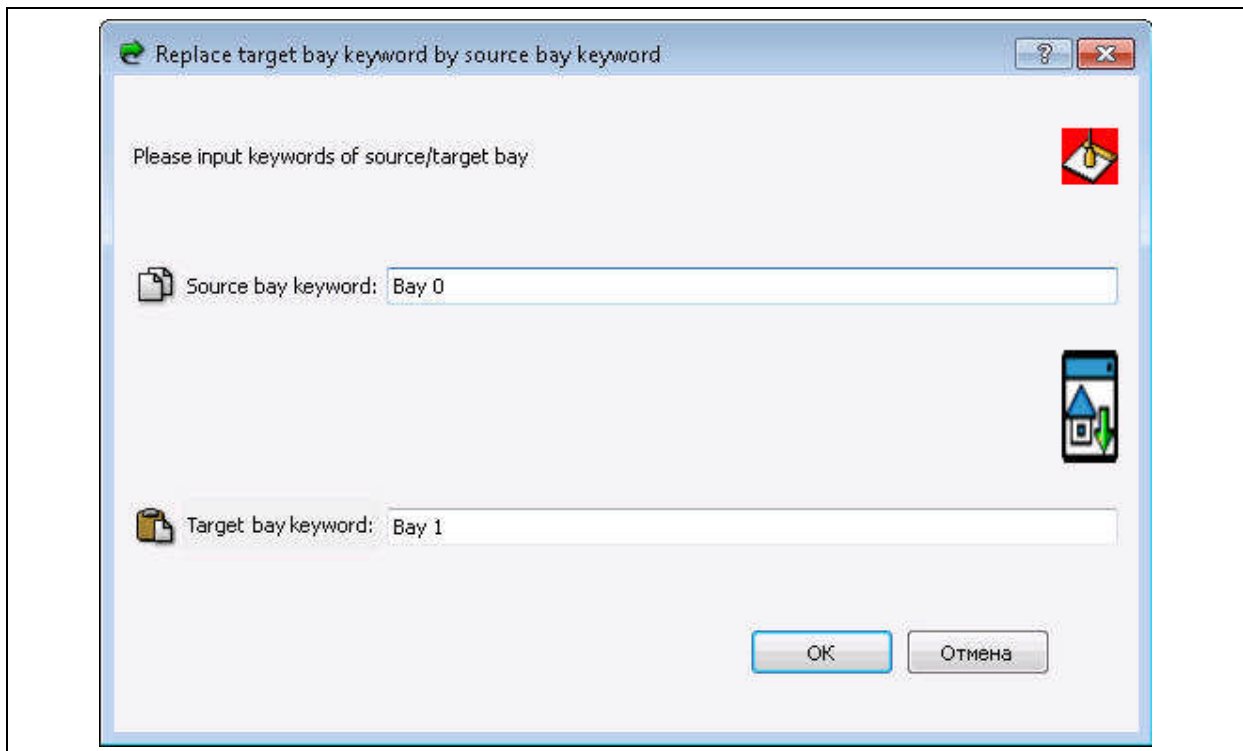 Replace target bay keyword by source bay keyword
Please input keywords of source/target bay
Source bay keyword: Bay 0
Target bay keyword: Bay 1
OK Отмена